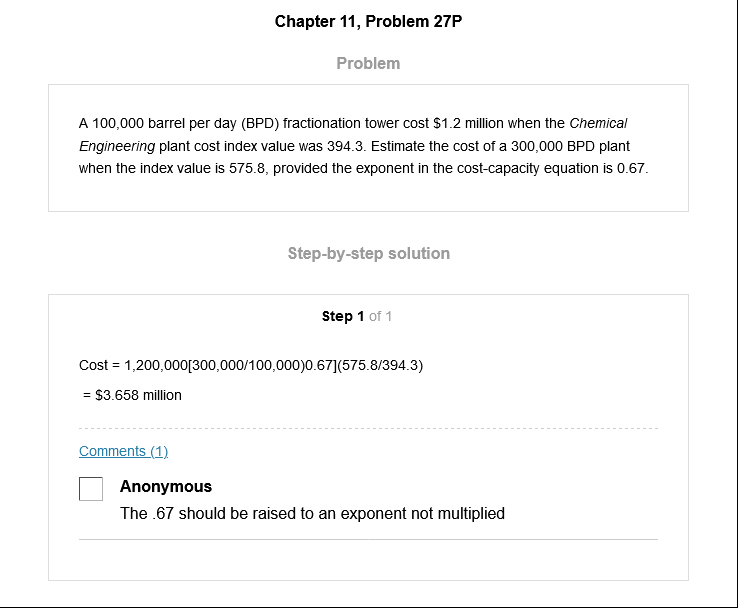 Chapter 11, Problem 27P
Problem
A 100,000 barrel per day (BPD) fractionation tower cost $1.2 million when the Chemical
Engineering plant cost index value was 394.3. Estimate the cost of a 300,000 BPD plant
when the index value is 575.8, provided the exponent in the cost-capacity equation is 0.67.
Step-by-step solution
Step 1 of 1
Cost = 1,200,000[300,000/100,000)0.67](575.8/394.3)
= $3.658 million
Comments (1)
Anonymous
The .67 should be raised to an exponent not multiplied